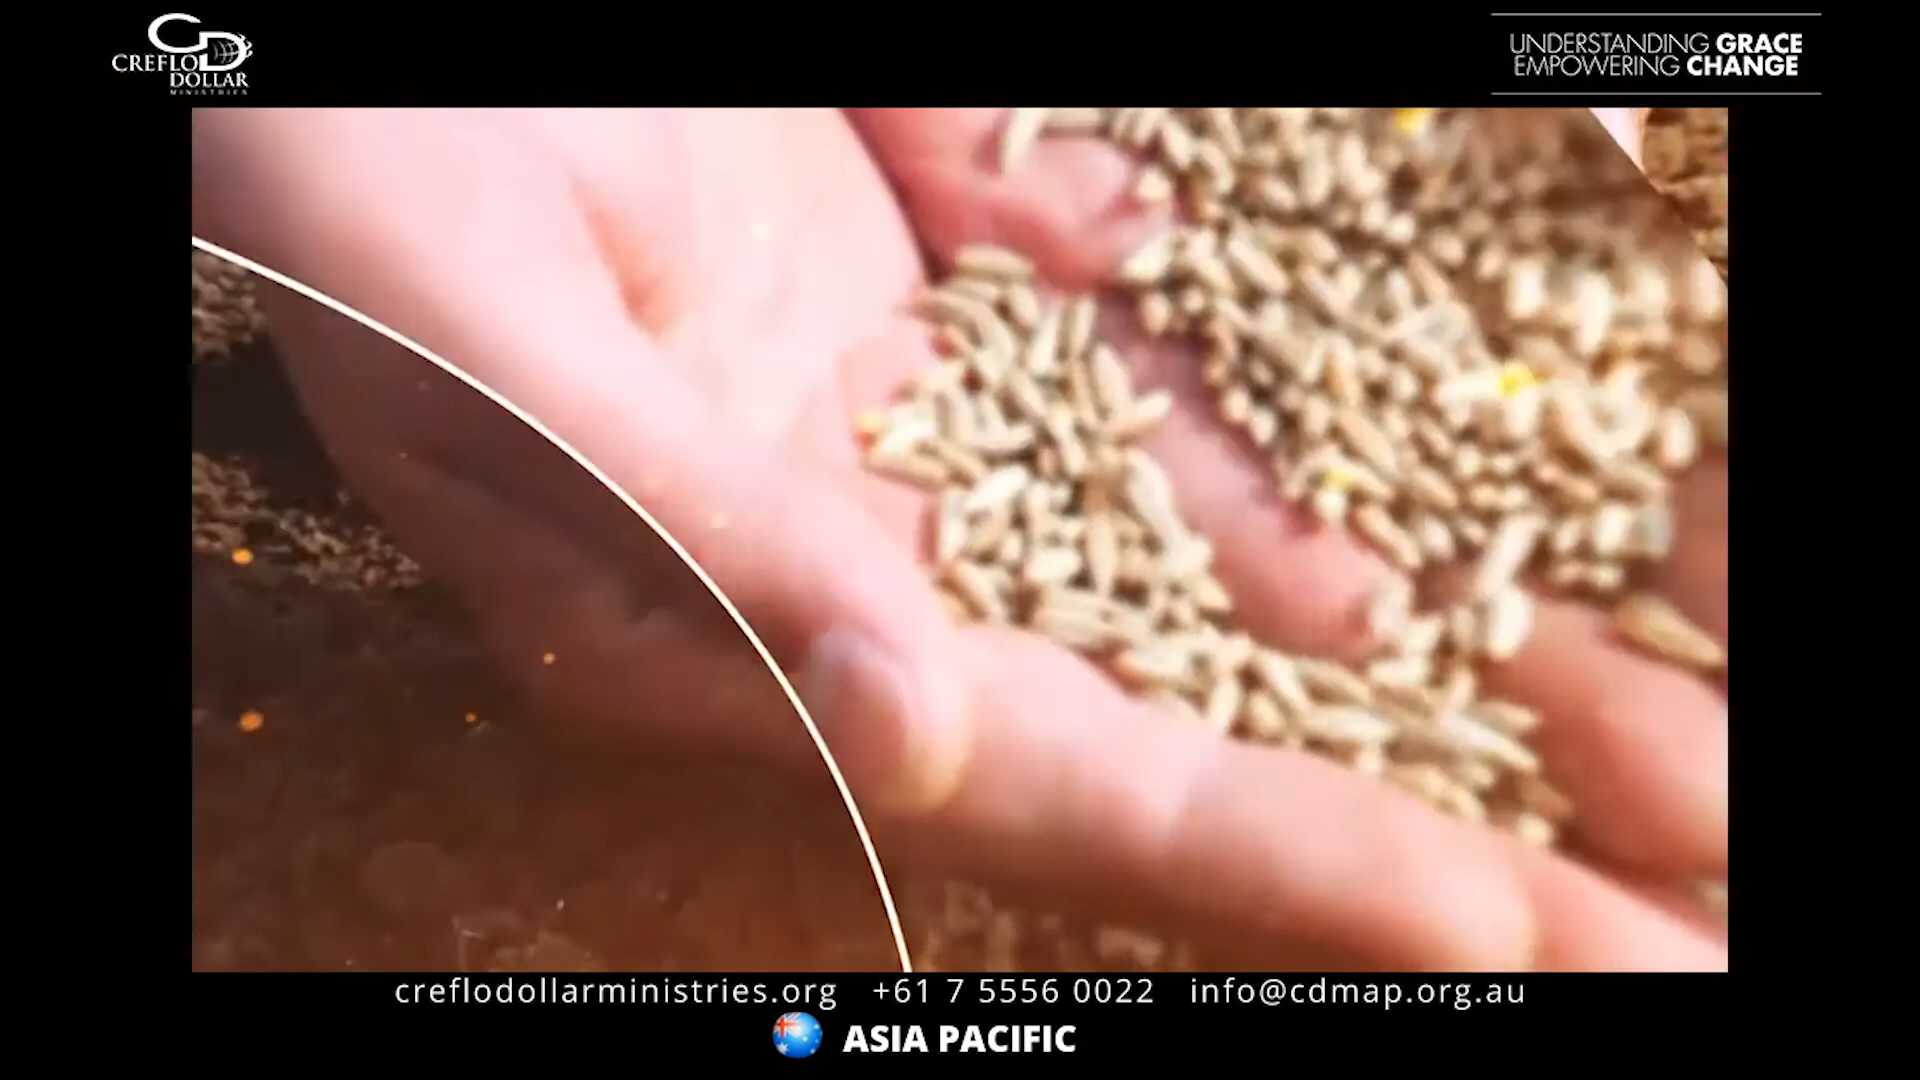 CREFLO
DOLLAR
MINISTRIES
UNDERSTANDING GRACE
EMPOWERING CHANGE
creflodollarministries.org +61 7 5556 0022 info@cdmap.org.au
ASIA PACIFIC